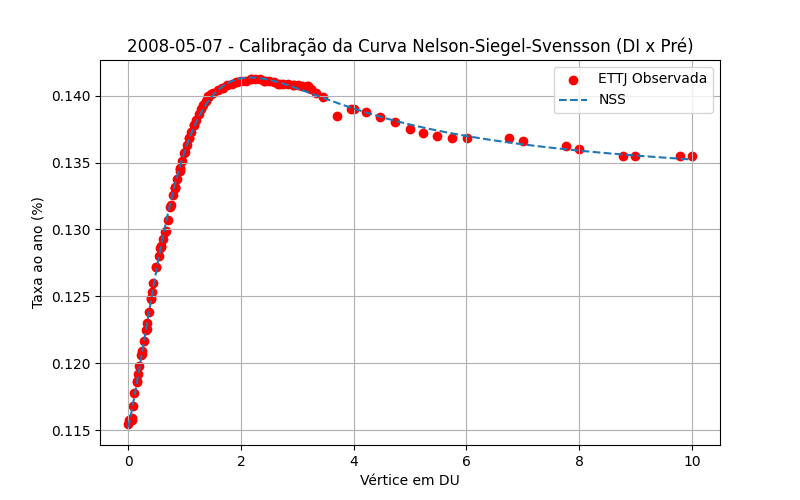 2008-05-07 - Calibração da Curva Nelson-Siegel-Svensson (DI x Pré)
ETTJ Observada
NSS
Taxa ao ano (%)
0.140
0.135
0.130
0.125
0.120
0.115
0 2 4 6 8 10
Vértice em DU